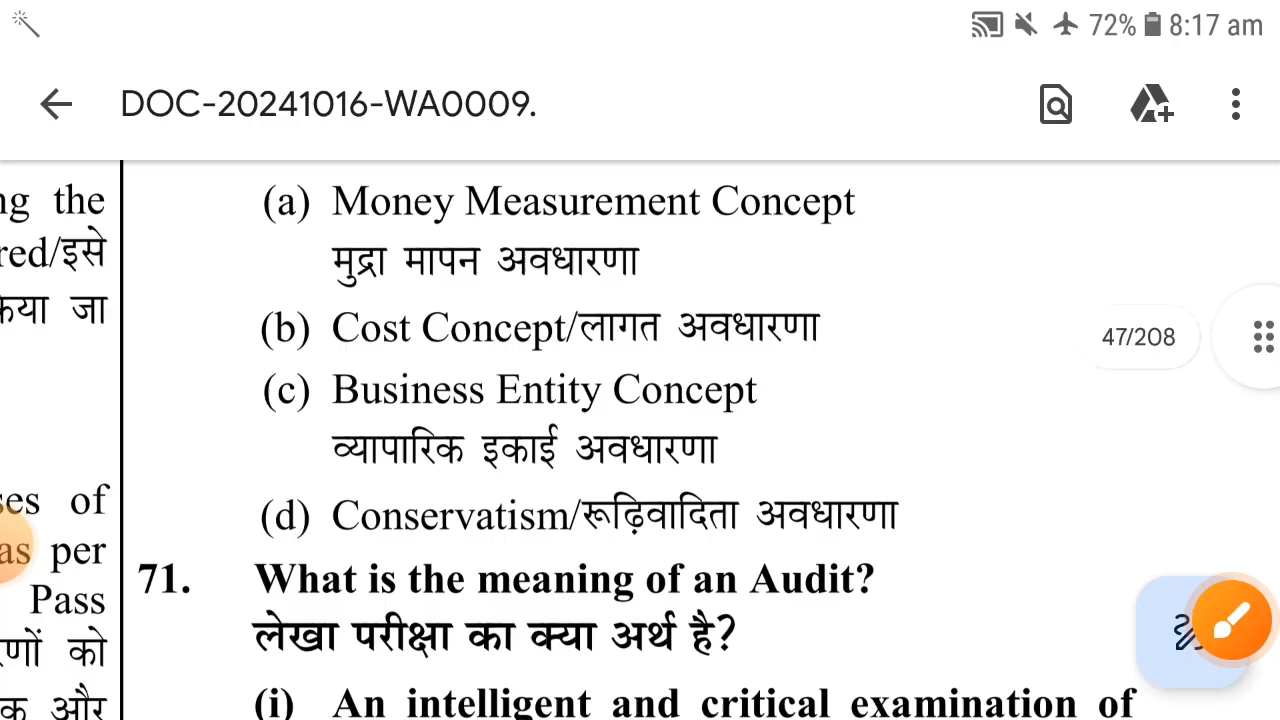 72% 8:17 am
DOC-20241016-WA0009.
ng the
red/इसे
जा
ses of
as per
Pass
रणों को
और
(a) Money Measurement Concept
मुद्रा मापन अवधारणा
(b) Cost Concept/लागत अवधारणा
(c) Business Entity Concept
व्यापारिक इकाई अवधारणा
(d) Conservatism/रूढ़िवादिता अवधारणा
71. What is the meaning of an Audit?
लेखा परीक्षा का क्या अर्थ है?
(i) An intelligent and critical examination of
47/208